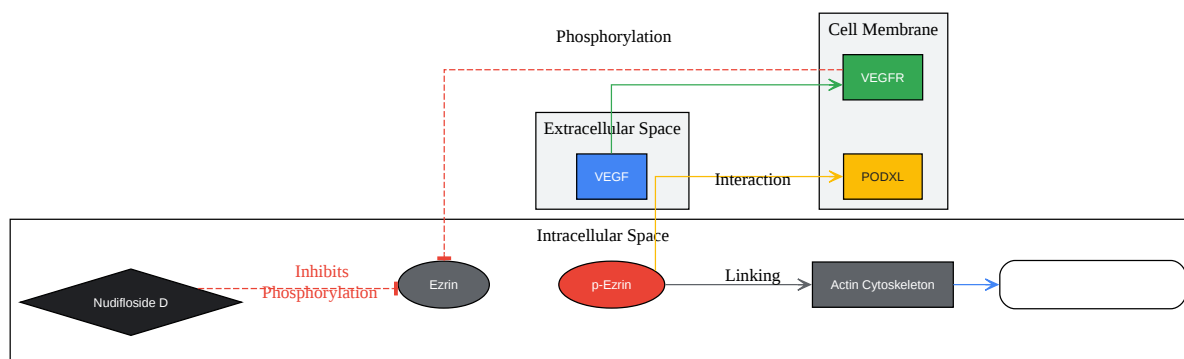 Phosphorylation
Cell Membrane
VEGFR
Extracellular Space
VEGF
Interaction
PODXL
Intracellular Space
Nudifloside D
Inhibits
Phosphorylation
Ezrin
p-Ezrin
Linking
Actin Cytoskeleton